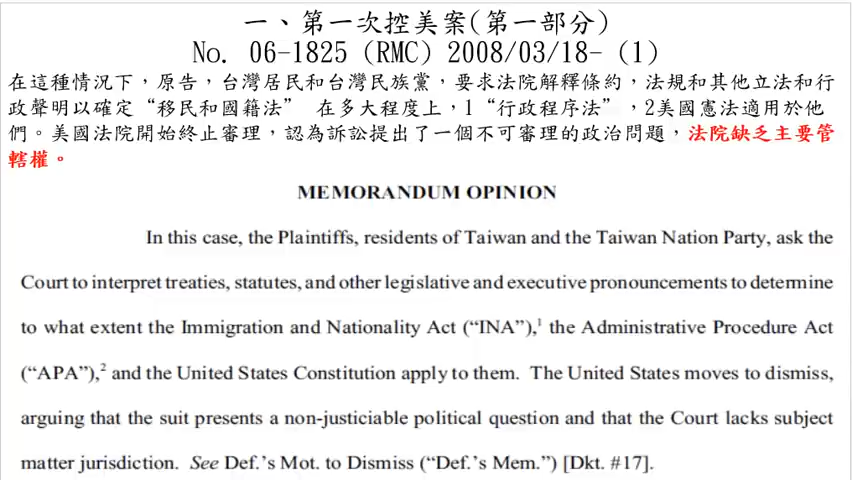 一、第一次控美案(第一部分)
No. 06-1825 (RMC) 2008/03/18- (1)
在這種情況下，原告，台灣居民和台灣民族黨，要求法院解釋條約，法規和其他立法和行
政聲明以確定“移民和國籍法” 在多大程度上，1“行政程序法”，2美國憲法適用於他
們。美國法院開始終止審理，認為訴訟提出了一個不可審理的政治問題，法院缺乏主要管
轄權。
MEMORANDUM OPINION
In this case, the Plaintiffs, residents of Taiwan and the Taiwan Nation Party, ask the
Court to interpret treaties, statutes, and other legislative and executive pronouncements to determine
to what extent the Immigration and Nationality Act (“INA”),1 the Administrative Procedure Act
(“APA”),2 and the United States Constitution apply to them. The United States moves to dismiss,
arguing that the suit presents a non-justiciable political question and that the Court lacks subject
matter jurisdiction. See Def.’s Mot. to Dismiss (“Def.’s Mem.”) [Dkt. #17].